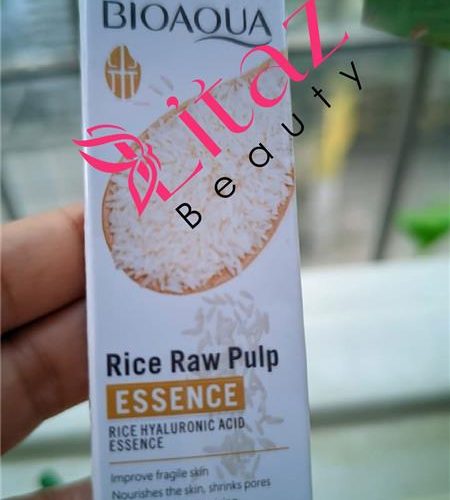 BIOAQUA
Litaz
Beauty
Rice Raw Pulp
ESSENCE
RICE HYALURONIC ACID
ESSENCE
Improve fragile skin
Nourishes the skin, shrinks pores